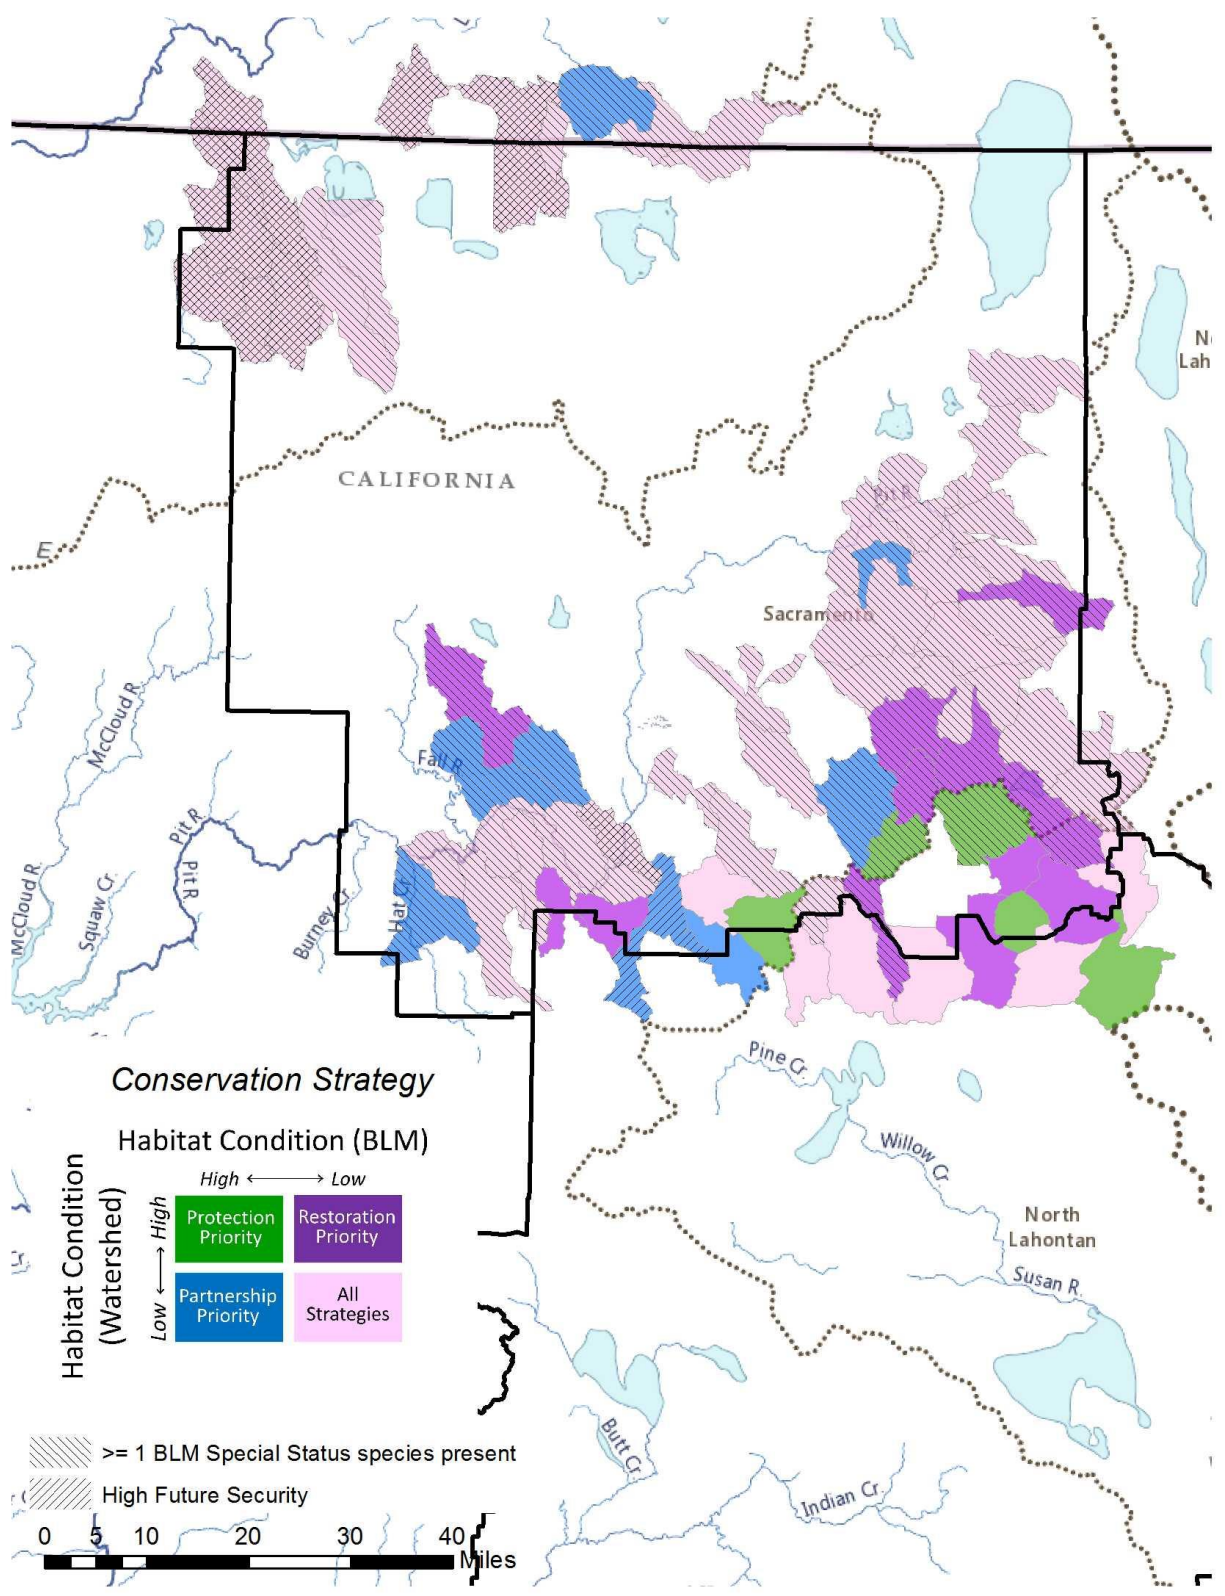 N
Lah
CALIFORNIA
Pit R.
E
Sacramento
McCloud R.
Fall R.
Pit R.
Pit R.
McCloud R.
Squaw Cr.
Burney Cr.
Hat Cr.
Pine Cr.
Willow Cr.
North
Lahontan
Susan R.
Butt Cr.
Indian Cr.
Conservation Strategy
Habitat Condition (BLM)
High Low
Habitat Condition
(Watershed)
Low High
Protection
Priority
Restoration
Priority
Partnership
Priority
All
Strategies
>= 1 BLM Special Status species present
High Future Security
0 5 10 20 30 40
Miles